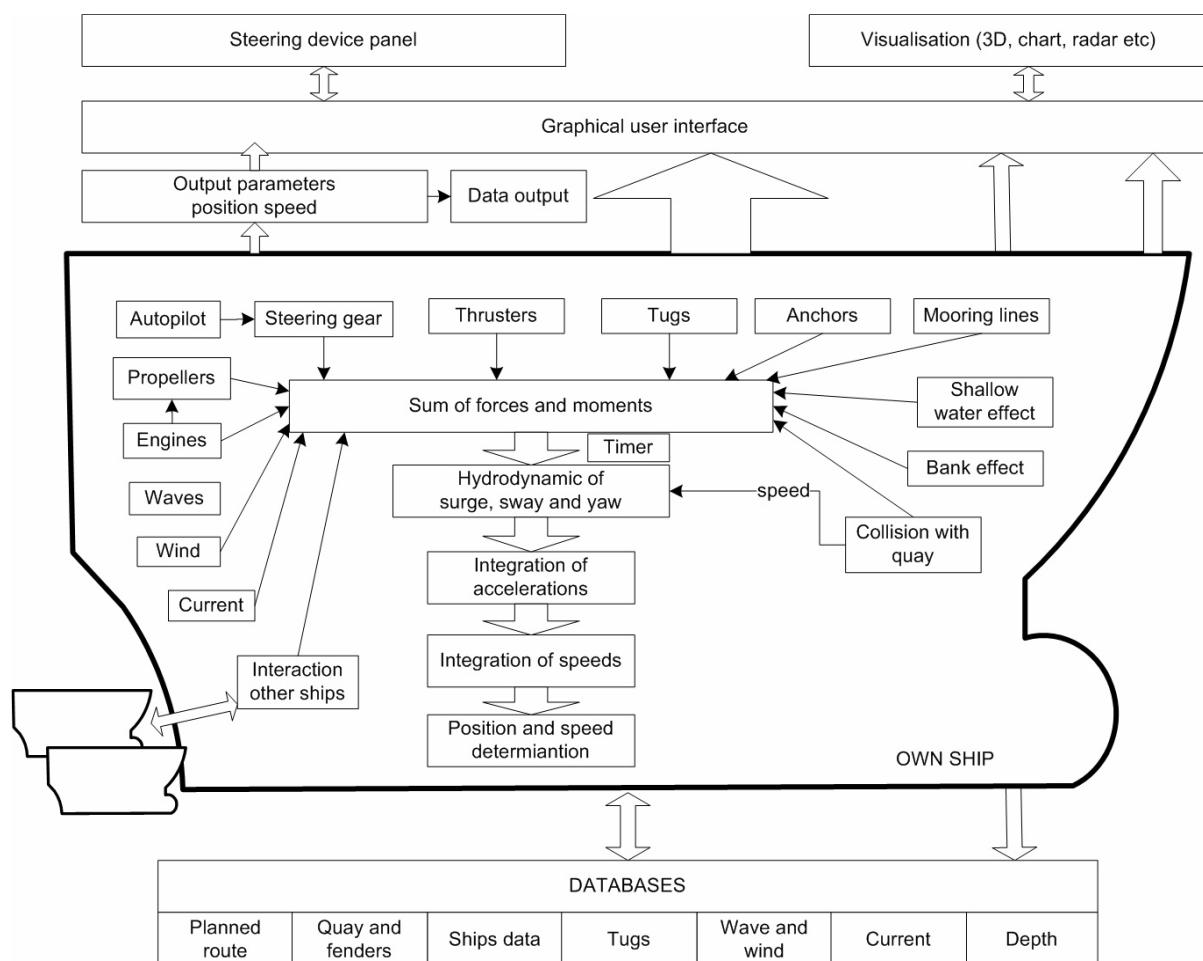 Steering device panel
Visualisation (3D, chart, radar etc)
Graphical user interface
Output parameters
position speed
Data output
Autopilot
Steering gear
Thrusters
Tugs
Anchors
Mooring lines
Propellers
Sum of forces and moments
Shallow
water effect
Engines
Timer
Bank effect
Waves
Hydrodynamic of
surge, sway and yaw
speed
Collision with
quay
Wind
Integration of
accelerations
Current
Interaction
other ships
Integration of speeds
Position and speed
determiantion
OWN SHIP
DATABASES
Planned
route
Quay and
fenders
Ships data
Tugs
Wave and
wind
Current
Depth